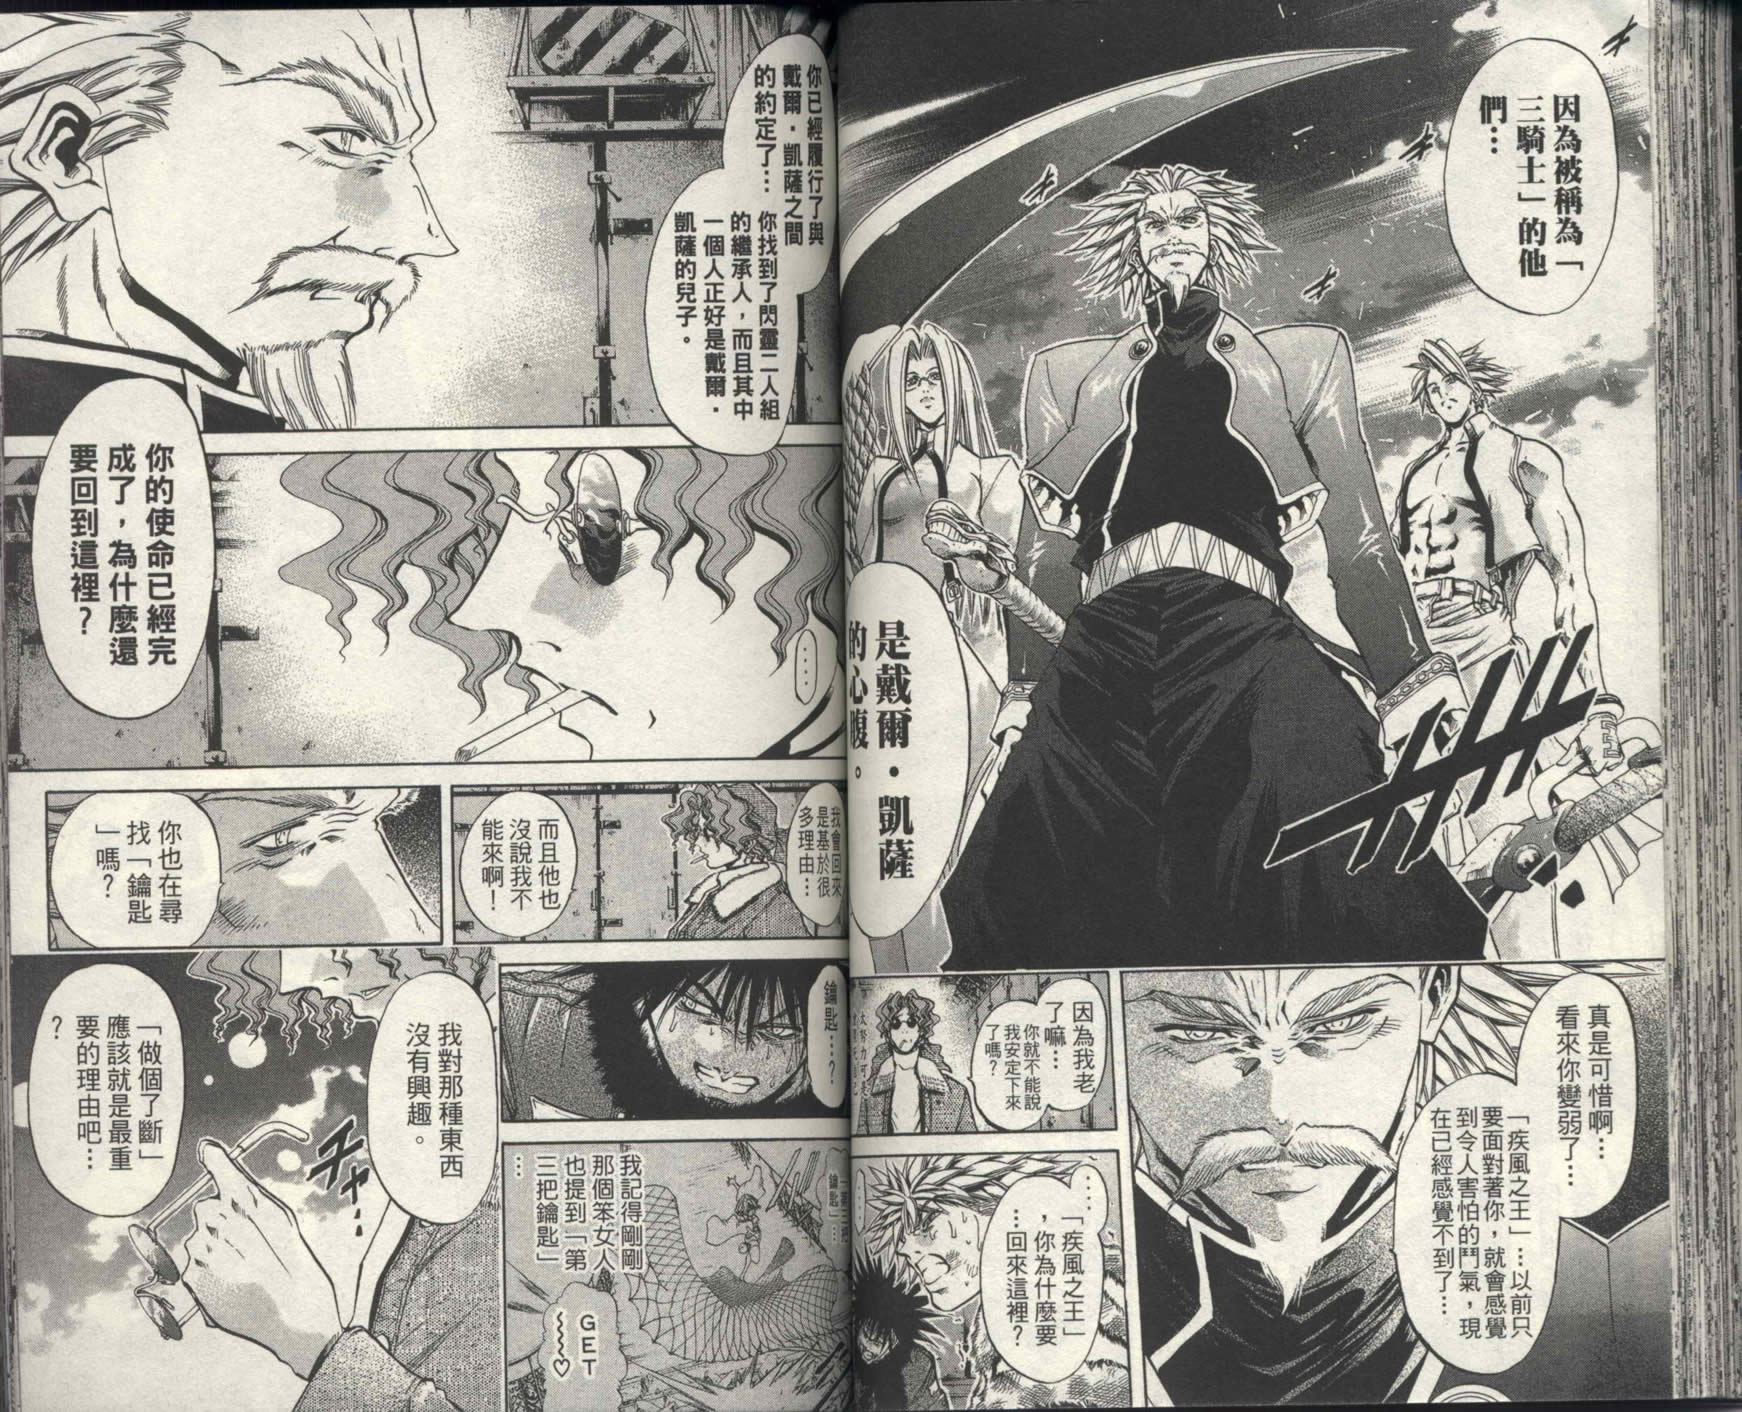 因為被稱為「
三騎士」的他
們…
是戴爾．凱薩
的心腹。
真是可惜啊…
看來你變弱了…
「疾風之王」…以前只
要面對著你，就會感覺
到令人害怕的鬥氣，現
在已經感覺不到了…
因為我老
了嘛…
你就不能說
我安定下來
了嗎？
……
「疾風之王」
，你為什麼要
…回來這裡？
你已經履行了與
戴爾．凱薩之間
的約定了…
你找到了閃靈二人組
的繼承人，而且其中
一個人正好是戴爾．
凱薩的兒子。
……
你的使命已經完
成了，為什麼還
要回到這裡？
我會回來
是基於很
多理由…
而且他也
沒說我不
能來啊！
你也在尋
找「鑰匙
」嗎？
鑰匙…？
我記得剛剛
那個笨女人
也提到「第
三把鑰匙」
…
GET
～～～♡
我對那種東西
沒有興趣。
「做個了斷」
應該就是最重
要的理由吧…
？
チャ…